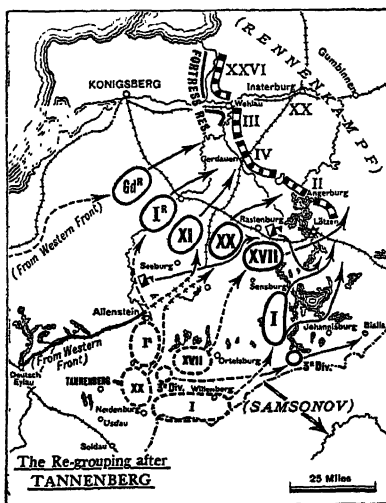 (RENNENKAMPF)
Gumbinnen
XXVI
Insterburg
KONIGSBERG
FORTRESS RES.
Wehlau
III
XX
Gerdauen
IV
II
Angerburg
Gd R
I R
XI
XX
XVII
Rastenburg
Lötzen
(From Western Front)
Seeburg
Sensburg
I
Allenstein
Johannisburg
Bialla
(From Western
Front)
I R
XVII
Ortelsburg
3rd Div.
Deutsch
Eylau
TANNENBERG
XX
3rd Div.
Willenberg
Neidenburg
I
(SAMSONOV)
Usdau
Soldau
The Re-grouping after
TANNENBERG
25 Miles